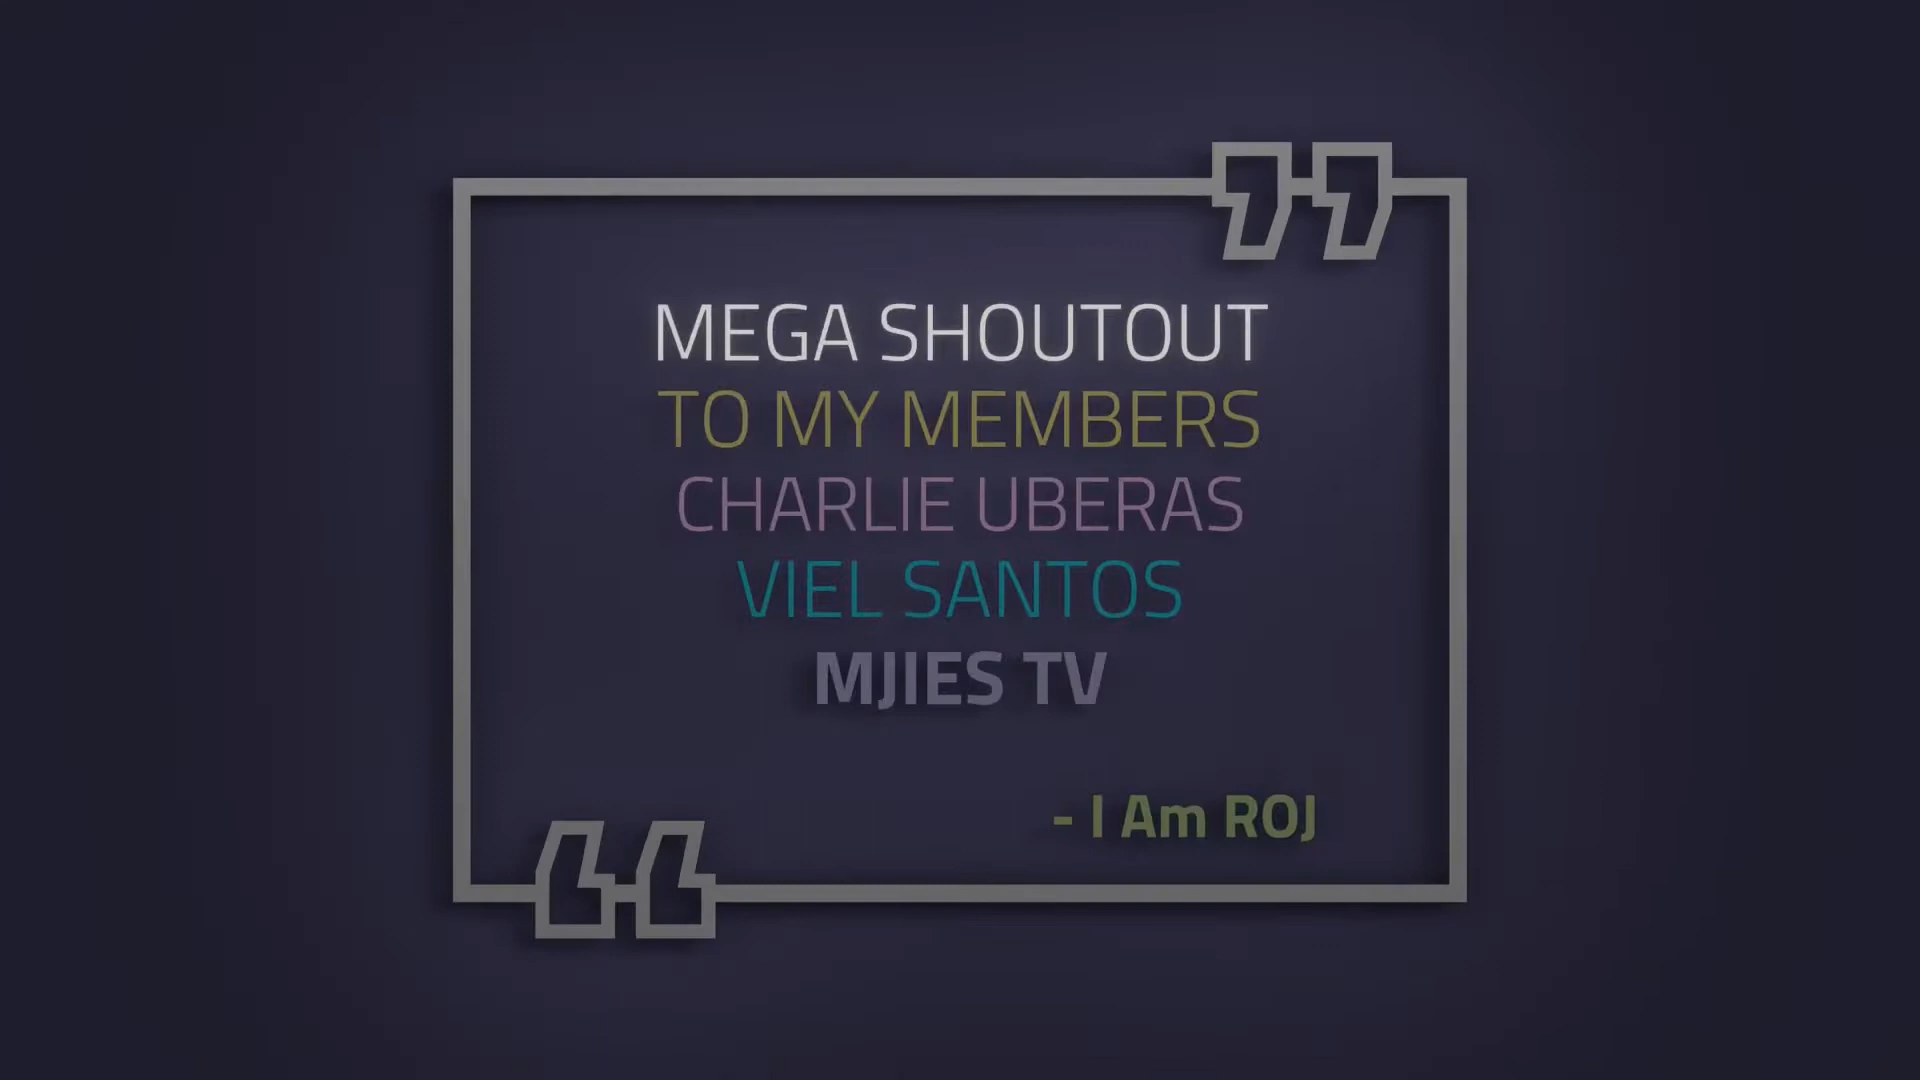 MEGA SHOUTOUT
TO MY MEMBERS
CHARLIE UBERAS
VIEL SANTOS
MJIES TV
- I Am ROJ